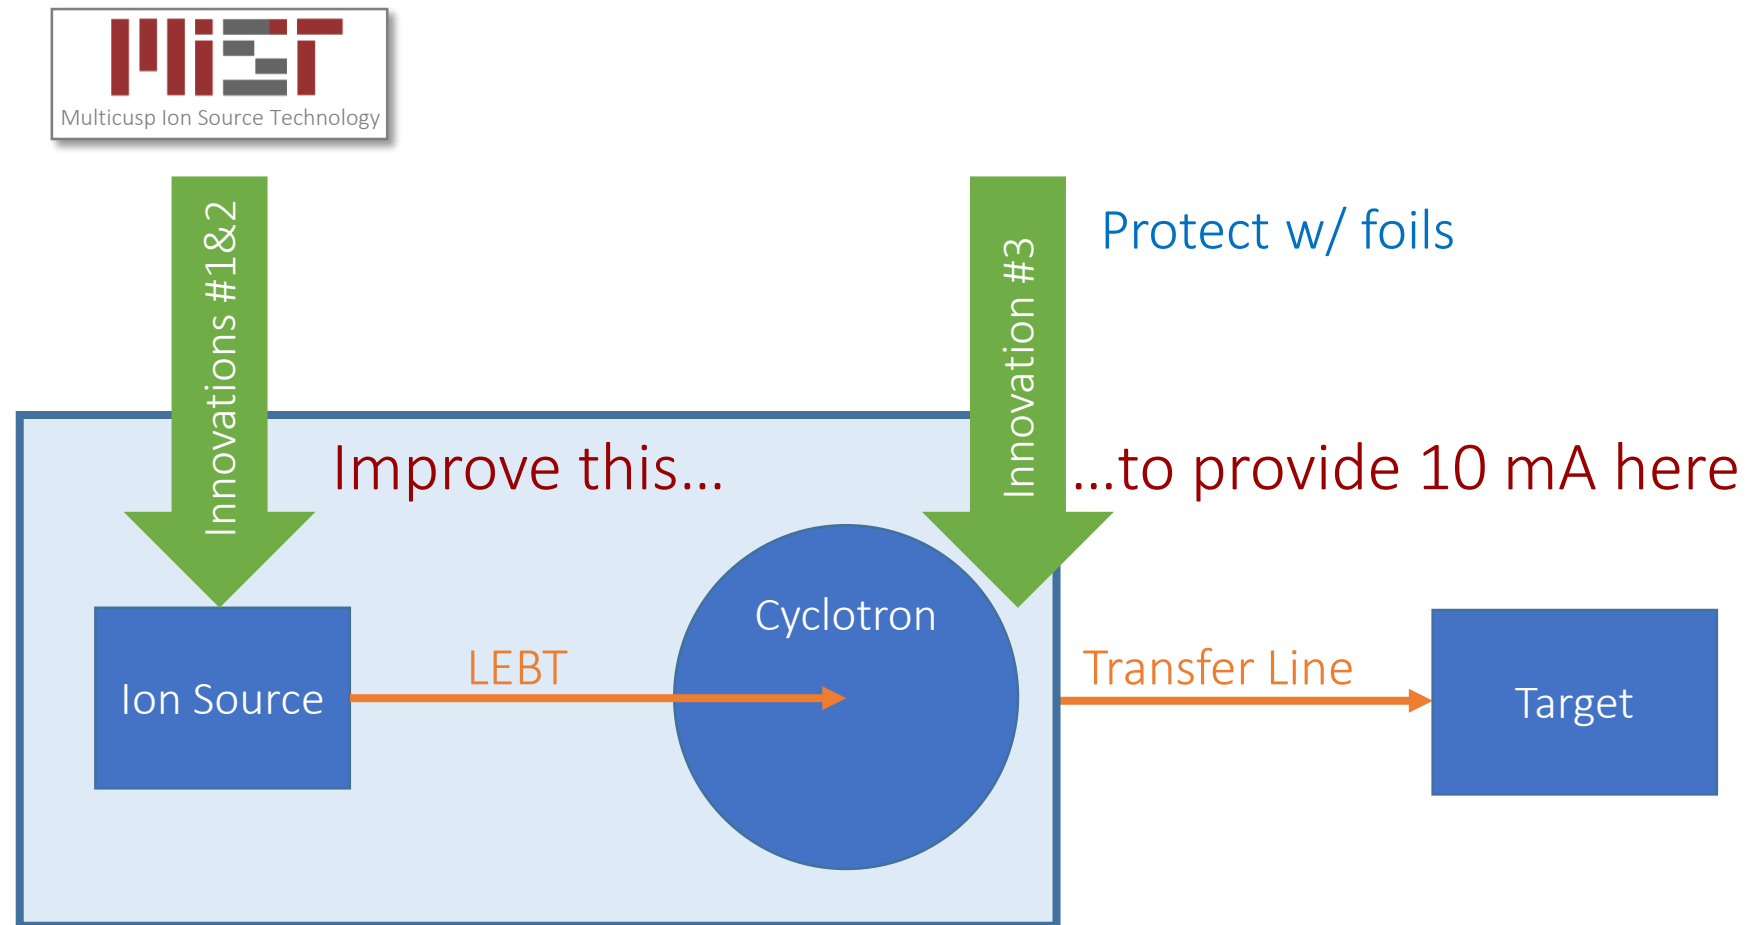 MiST
Multicusp Ion Source Technology
Innovations #1&2
Innovation #3
Protect w/ foils
Improve this...
...to provide 10 mA here
Cyclotron
LEBT
Transfer Line
Ion Source
Target